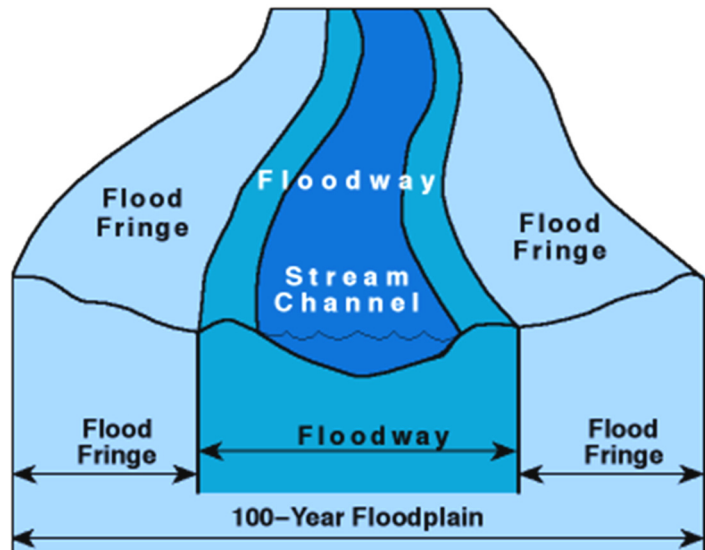 Floodway
Flood
Fringe
Flood
Fringe
Stream
Channel
Flood
Fringe
Floodway
Flood
Fringe
100–Year Floodplain